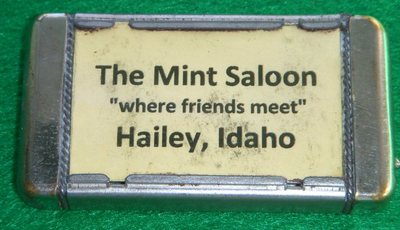 The Mint Saloon
"where friends meet"
Hailey, Idaho